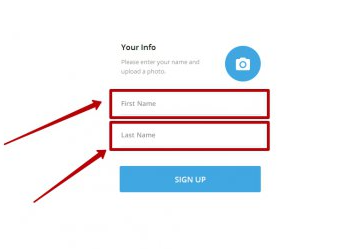 Your Info
Please enter your name and
upload a photo.
First Name
Last Name
SIGN UP